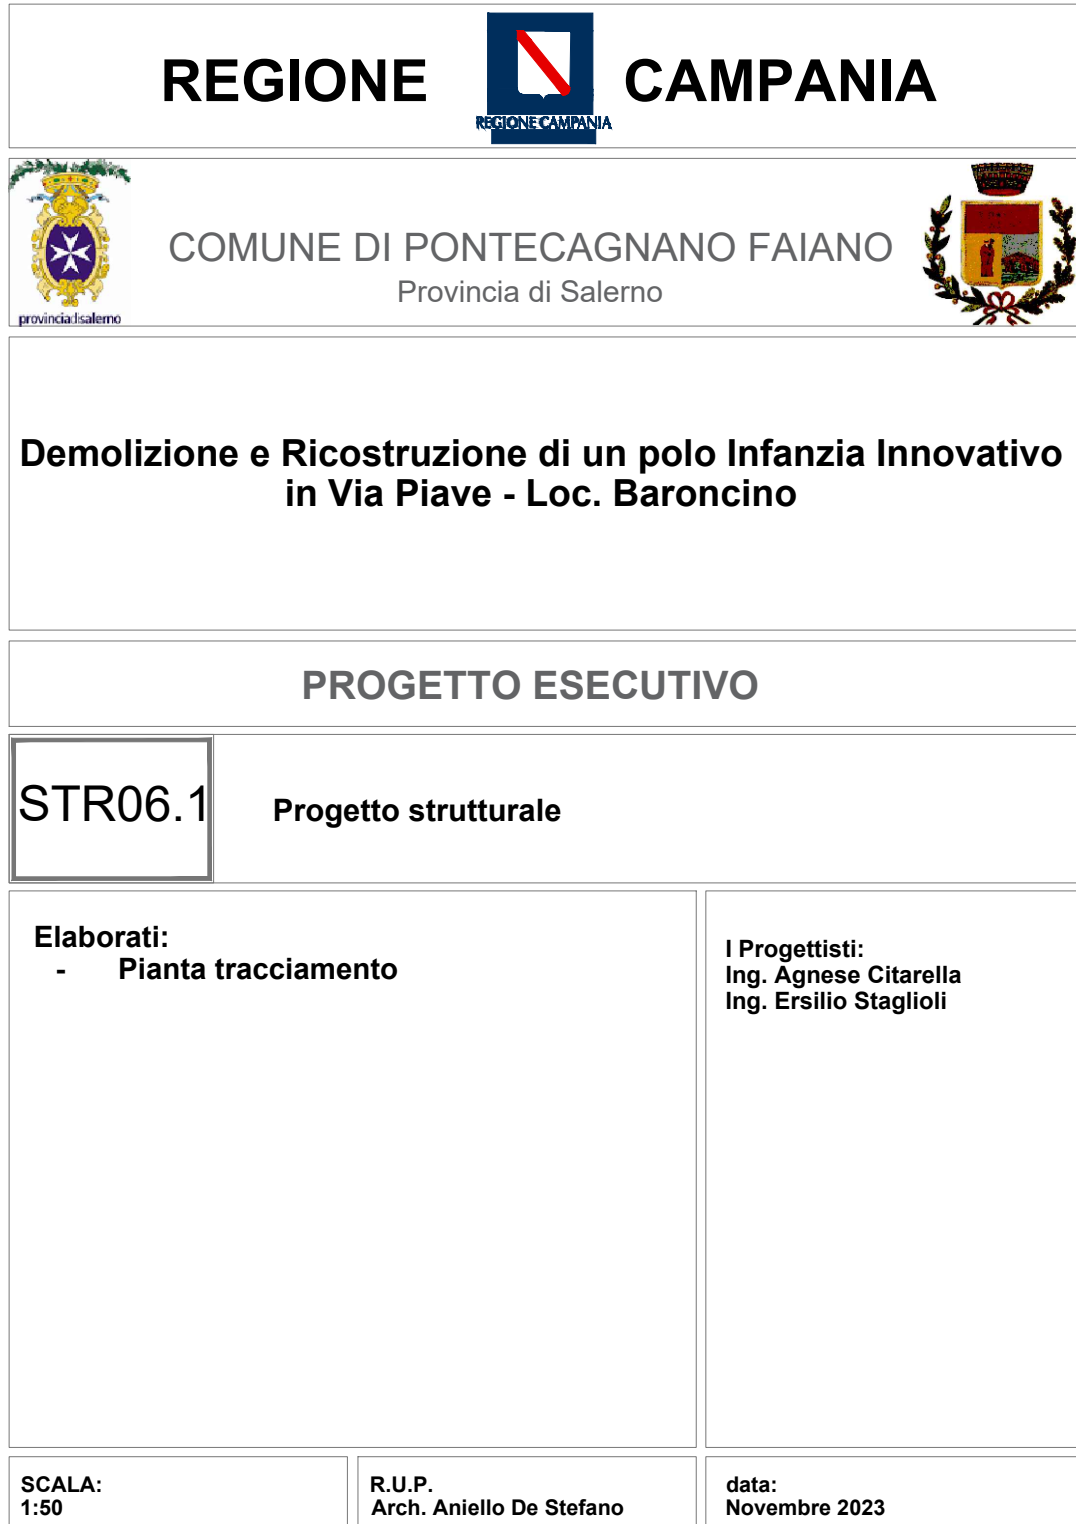 REGIONE CAMPANIA
REGIONE CAMPANIA
COMUNE DI PONTECAGNANO FAIANO
Provincia di Salerno
provinciadisalerno
Demolizione e Ricostruzione di un polo Infanzia Innovativo
in Via Piave - Loc. Baroncino
PROGETTO ESECUTIVO
STR06.1
Progetto strutturale
Elaborati:
- Pianta tracciamento
I Progettisti:
Ing. Agnese Citarella
Ing. Ersilio Staglioli
SCALA:
1:50
R.U.P.
Arch. Aniello De Stefano
data:
Novembre 2023